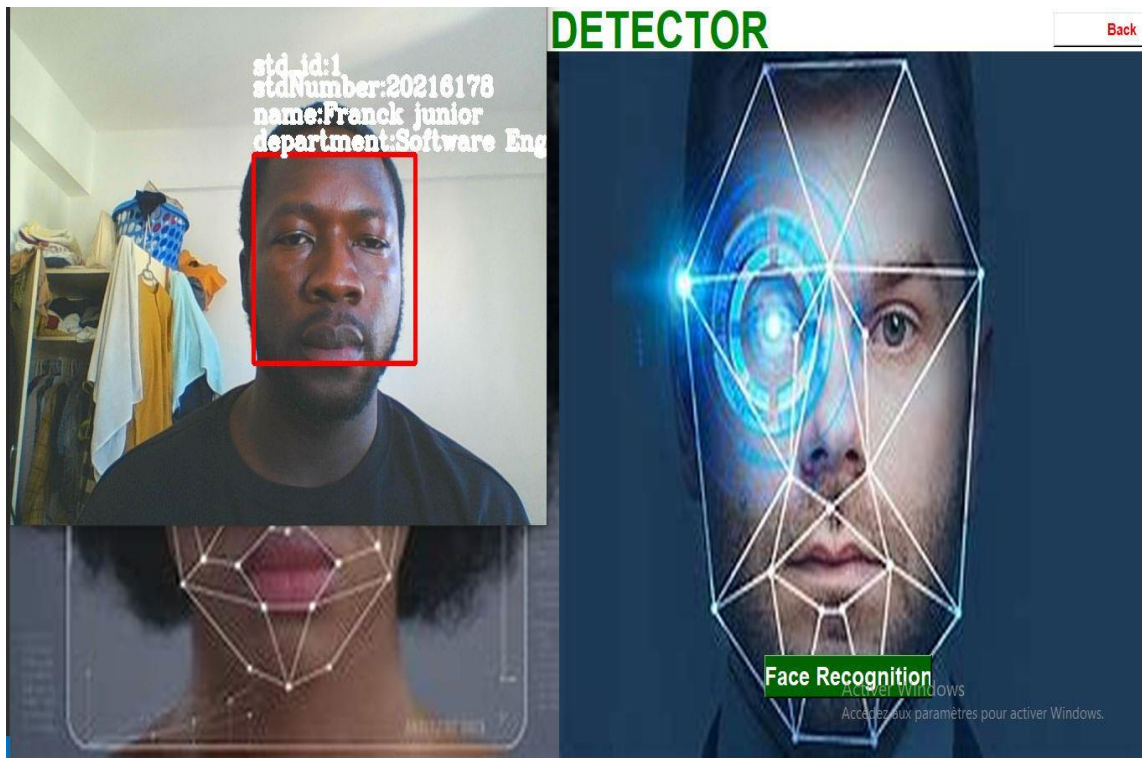 DETECTOR
Back
std_id:1
stdNumber:20216178
name:Franck junior
department:Software Eng
Face Recognition
Activer Windows
Accédez aux paramètres pour activer Windows.